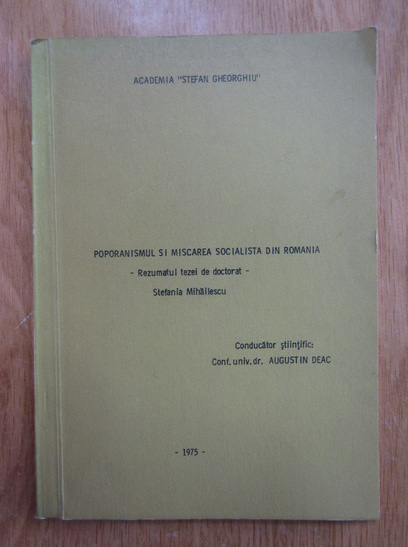 ACADEMIA "STEFAN GHEORGHIU"
POPORANISMUL SI MISCAREA SOCIALISTA DIN ROMANIA
- Rezumatul tezei de doctorat -
Stefania Mihăilescu
Conducător ştiinţific:
Conf. univ. dr. AUGUSTIN DEAC
- 1975 -